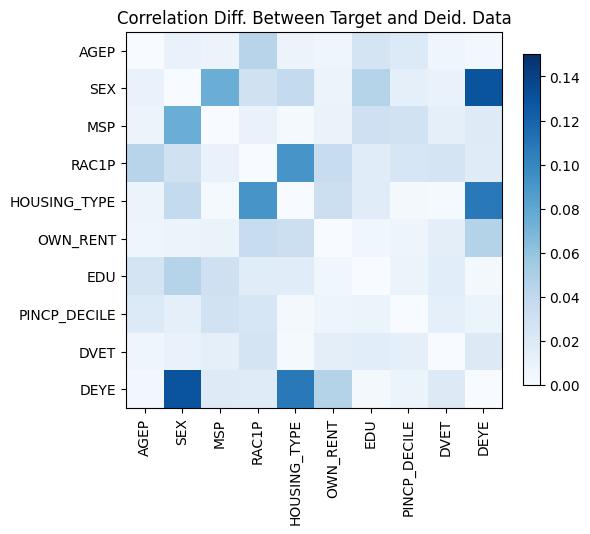 Correlation Diff. Between Target and Deid. Data
AGEP
SEX
MSP
RAC1P
HOUSING_TYPE
OWN_RENT
EDU
PINCP_DECILE
DVET
DEYE
AGEP
SEX
MSP
RAC1P
HOUSING_TYPE
OWN_RENT
EDU
PINCP_DECILE
DVET
DEYE
0.14
0.12
0.10
0.08
0.06
0.04
0.02
0.00